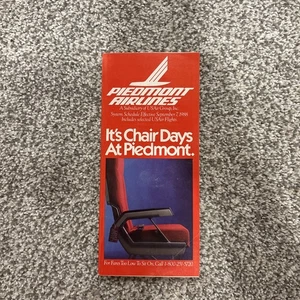 PIEDMONT
AIRLINES
A Subsidiary of USAir Group, Inc.
System Schedule Effective September 7, 1988
Includes selected USAir Flights
It's Chair Days
At Piedmont.
For Fares Too Low To Sit On, Call 1-800-251-5720